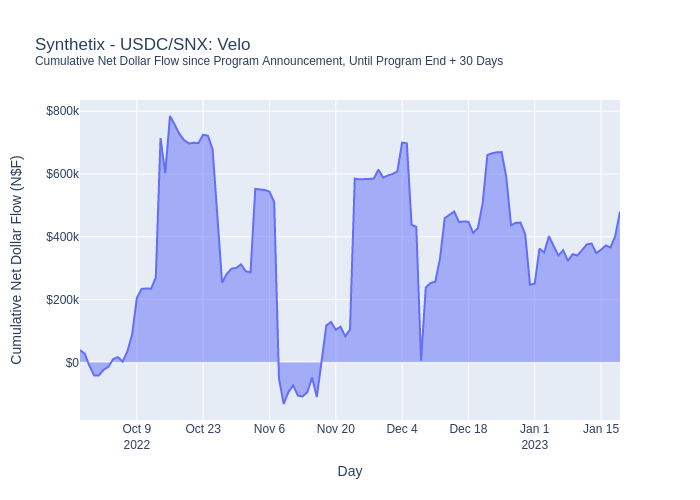 Synthetix - USDC/SNX: Velo
Cumulative Net Dollar Flow since Program Announcement, Until Program End + 30 Days
Cumulative Net Dollar Flow (N$F)
$800k
$600k
$400k
$200k
$0
Oct 9
2022
Oct 23
Nov 6
Nov 20
Dec 4
Dec 18
Jan 1
2023
Jan 15
Day